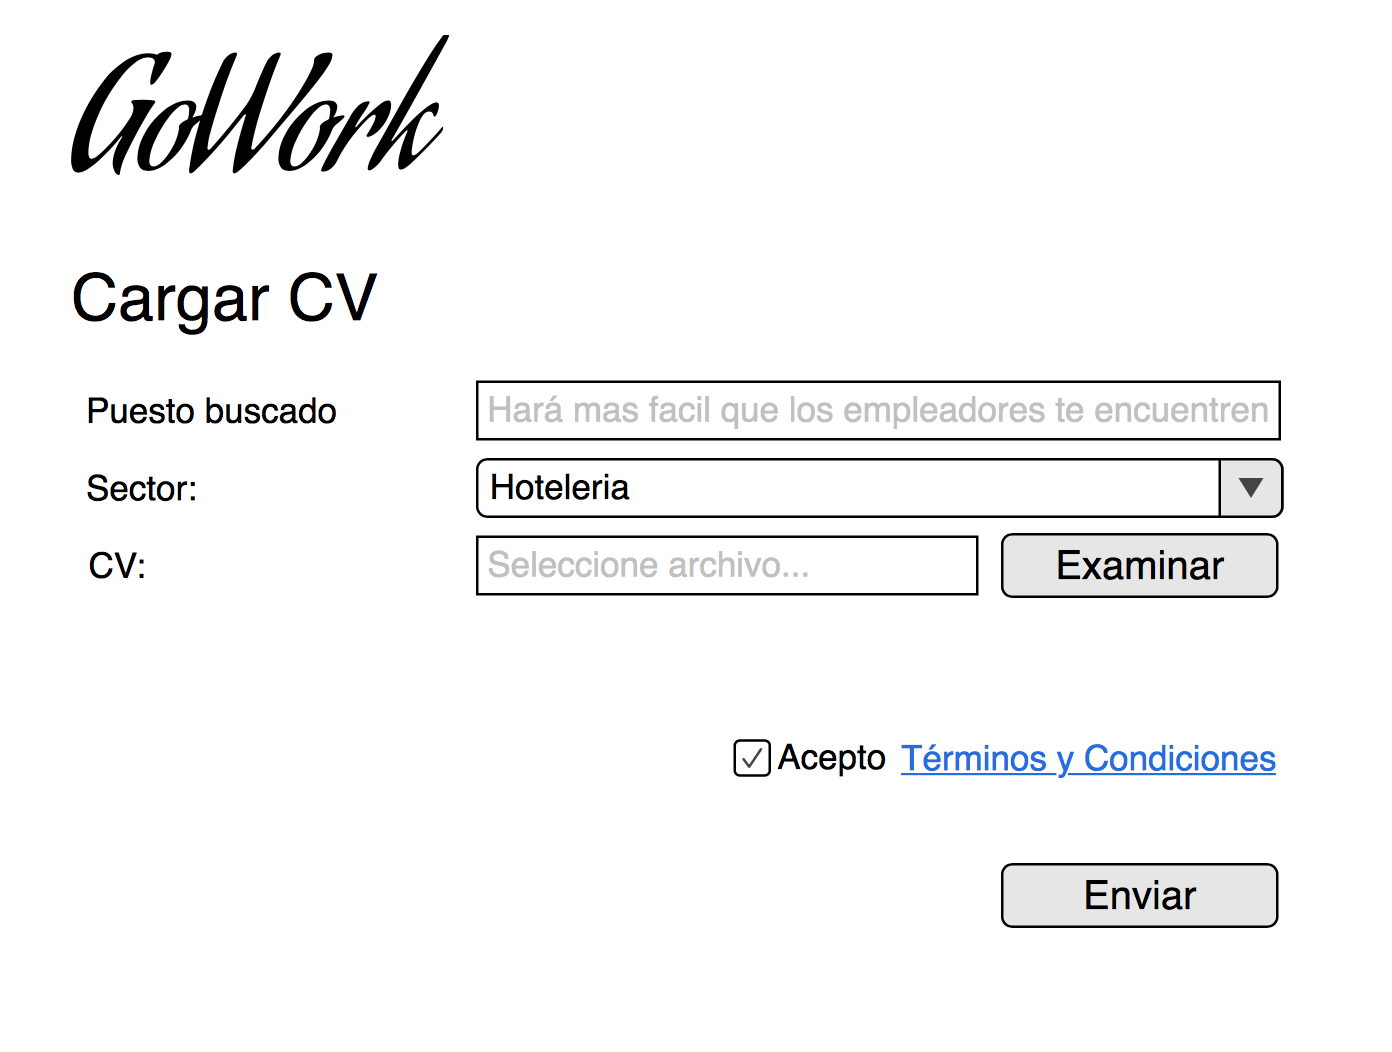 GoWork
Cargar CV
Puesto buscado
Hará mas facil que los empleadores te encuentren
Sector:
Hoteleria
CV:
Seleccione archivo...
Examinar
Acepto Términos y Condiciones
Enviar